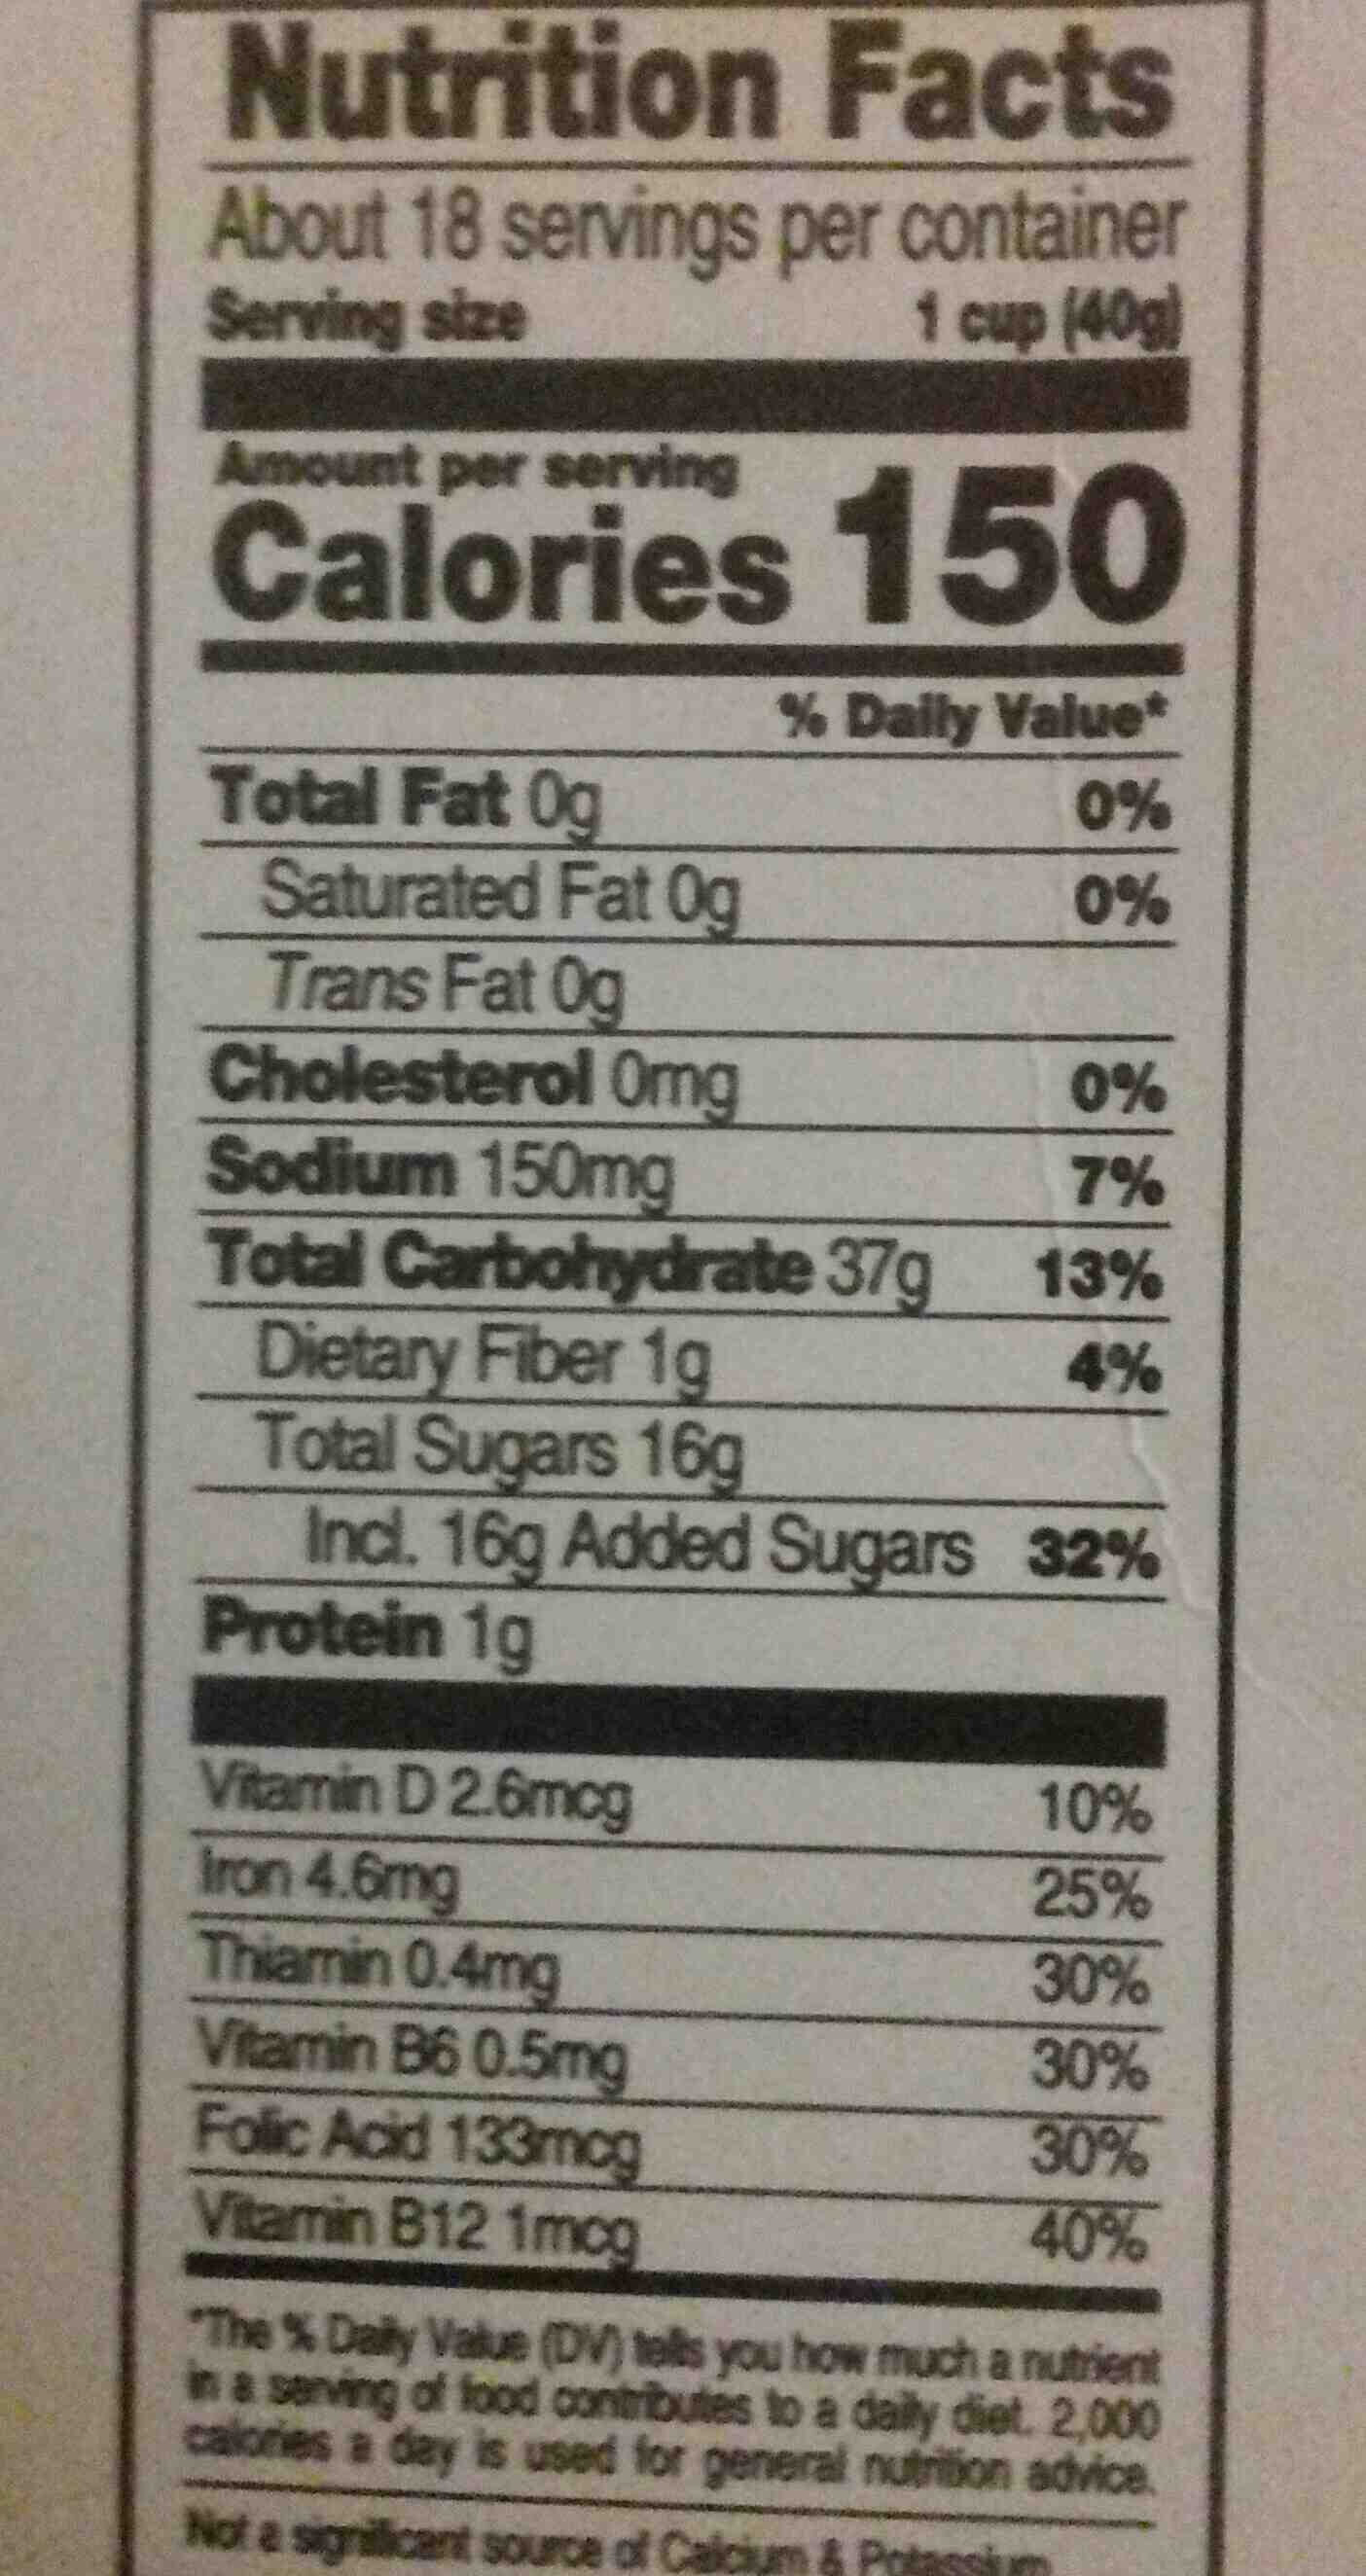 Nutrition Facts
About 18 servings per container
Serving size 1 cup (40g)
Amount per serving
Calories 150
% Daily Value*
Total Fat 0g 0%
Saturated Fat 0g 0%
Trans Fat 0g
Cholesterol 0mg 0%
Sodium 150mg 7%
Total Carbohydrate 37g 13%
Dietary Fiber 1g 4%
Total Sugars 16g
Incl. 16g Added Sugars 32%
Protein 1g
Vitamin D 2.6mcg 10%
Iron 4.6mg 25%
Thiamin 0.4mg 30%
Vitamin B6 0.5mg 30%
Folic Acid 133mcg 30%
Vitamin B12 1mcg 40%
*The % Daily Value (DV) tells you how much a nutrient
in a serving of food contributes to a daily diet. 2,000
calories a day is used for general nutrition advice.
Not a significant source of Calcium & Potassium